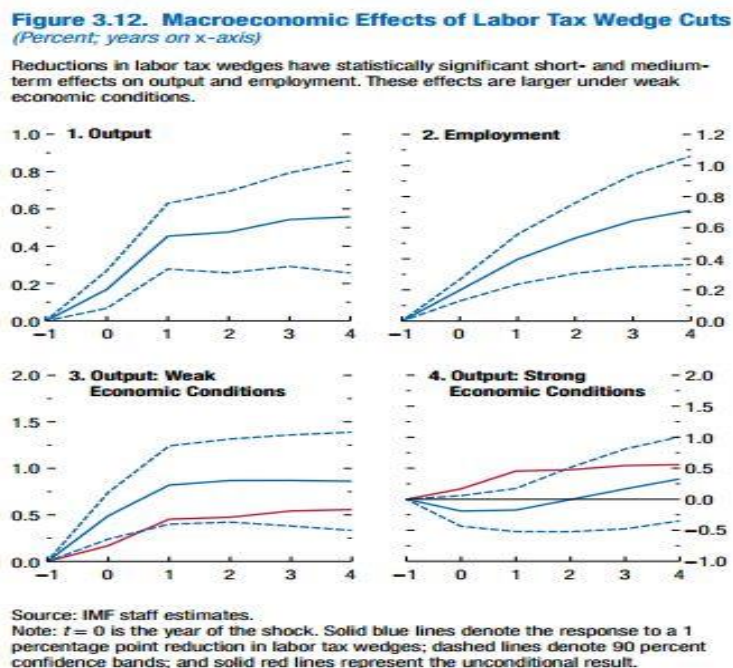 Figure 3.12. Macroeconomic Effects of Labor Tax Wedge Cuts
(Percent; years on x-axis)
Reductions in labor tax wedges have statistically significant short- and medium-
term effects on output and employment. These effects are larger under weak
economic conditions.
1.0 1. Output
0.8
0.6
0.4
0.2
0.0
–1 0 1 2 3 4
2. Employment 1.2
1.0
0.8
0.6
0.4
0.2
0.0
–1 0 1 2 3 4
2.0 3. Output: Weak
Economic Conditions
1.5
1.0
0.5
0.0
–1 0 1 2 3 4
4. Output: Strong 2.0
Economic Conditions
1.5
1.0
0.5
0.0
–0.5
–1.0
–1 0 1 2 3 4
Source: IMF staff estimates.
Note: t = 0 is the year of the shock. Solid blue lines denote the response to a 1
percentage point reduction in labor tax wedges; dashed lines denote 90 percent
confidence bands; and solid red lines represent the unconditional result.